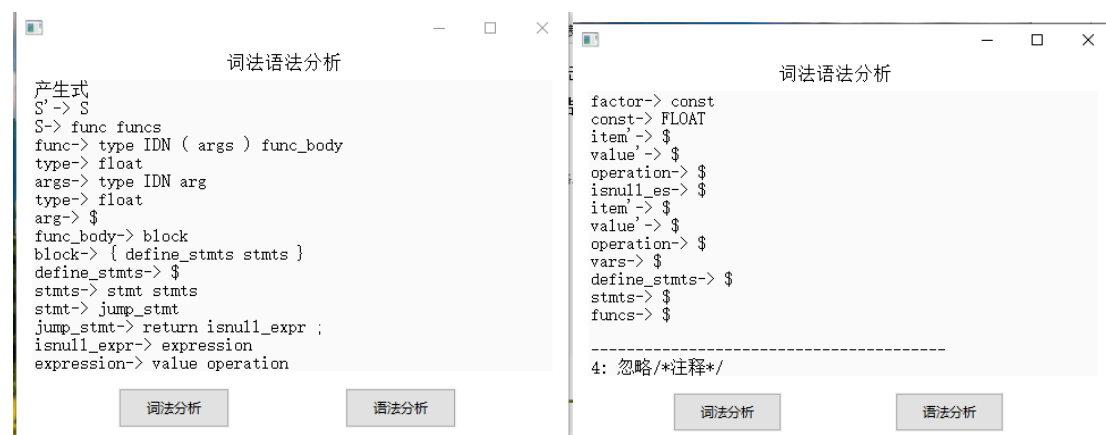 词法语法分析
产生式
S'-> S
S-> func funcs
func-> type IDN ( args ) func_body
type-> float
args-> type IDN arg
type-> float
arg-> $
func_body-> block
block-> { define_stmts stmts }
define_stmts-> $
stmts-> stmt stmts
stmt-> jump_stmt
jump_stmt-> return isnull_expr ;
isnull_expr-> expression
expression-> value operation
词法分析
语法分析
词法语法分析
factor-> const
const-> FLOAT
item'-> $
value'-> $
operation-> $
isnull_es-> $
item'-> $
value'-> $
operation-> $
vars-> $
define_stmts-> $
stmts-> $
funcs-> $
----------------------------------------
4: 忽略/*注释*/
词法分析
语法分析